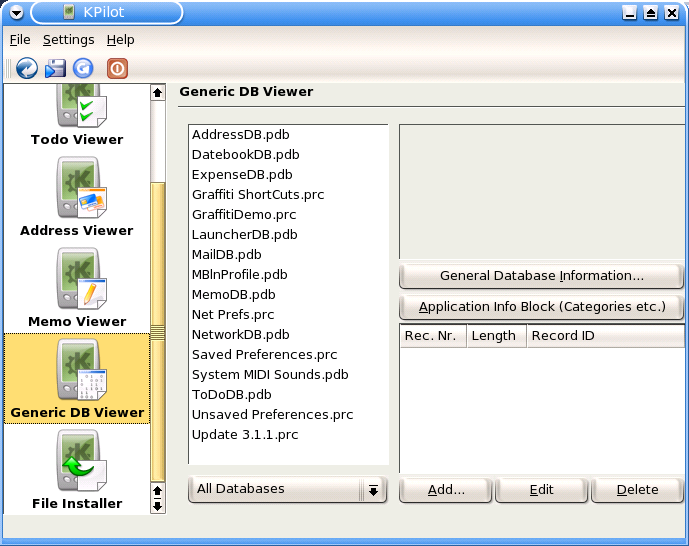 KPilot
File Settings Help
Todo Viewer
Address Viewer
Memo Viewer
Generic DB Viewer
File Installer
Generic DB Viewer
AddressDB.pdb
DatebookDB.pdb
ExpenseDB.pdb
Graffiti ShortCuts.prc
GraffitiDemo.prc
LauncherDB.pdb
MailDB.pdb
MBlnProfile.pdb
MemoDB.pdb
Net Prefs.prc
NetworkDB.pdb
Saved Preferences.prc
System MIDI Sounds.pdb
ToDoDB.pdb
Unsaved Preferences.prc
Update 3.1.1.prc
All Databases
General Database Information...
Application Info Block (Categories etc.)
Rec. Nr. Length Record ID
Add... Edit Delete